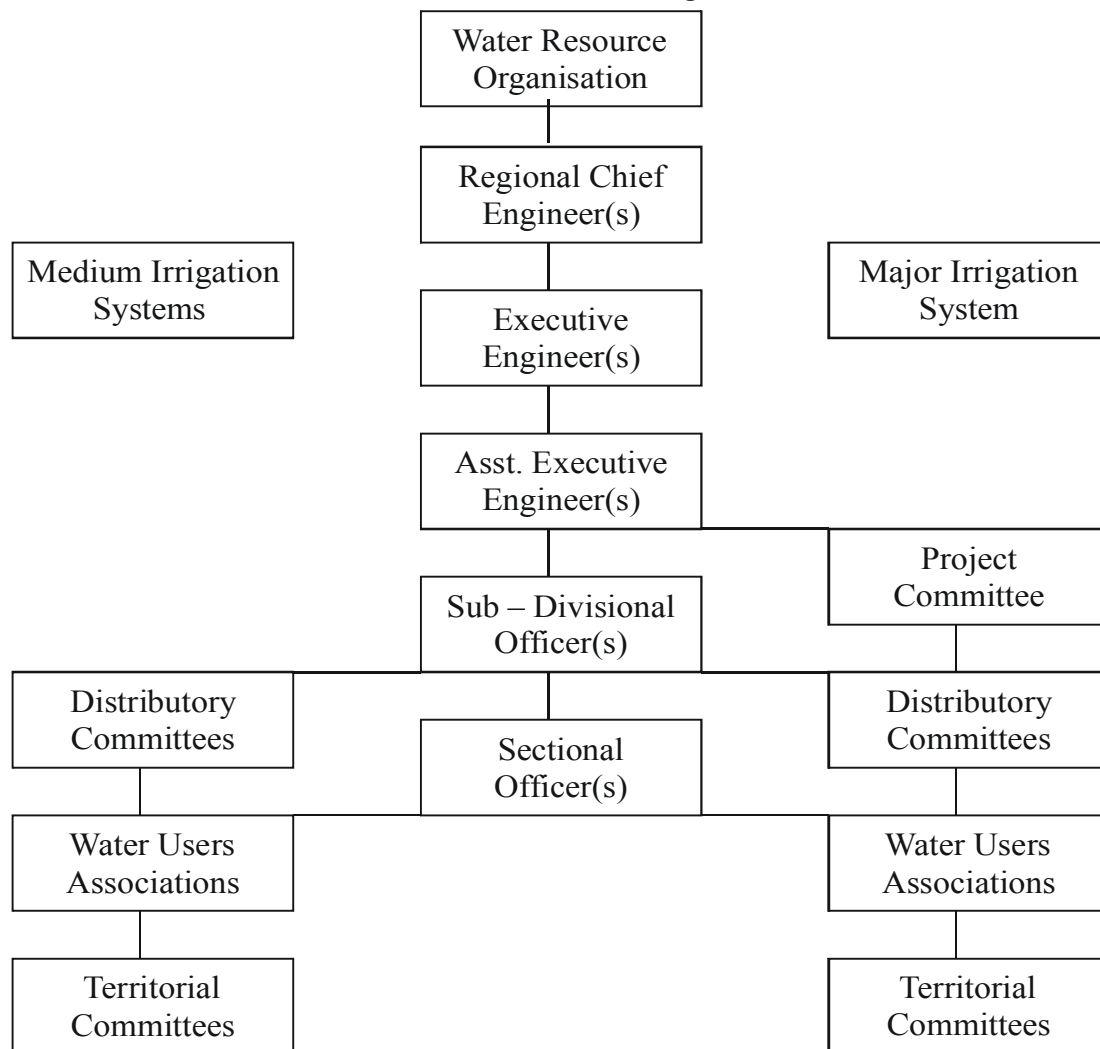 Water Resource
Organisation
Regional Chief
Engineer(s)
Medium Irrigation
Systems
Major Irrigation
System
Executive
Engineer(s)
Asst. Executive
Engineer(s)
Project
Committee
Sub – Divisional
Officer(s)
Distributory
Committees
Distributory
Committees
Sectional
Officer(s)
Water Users
Associations
Water Users
Associations
Territorial
Committees
Territorial
Committees